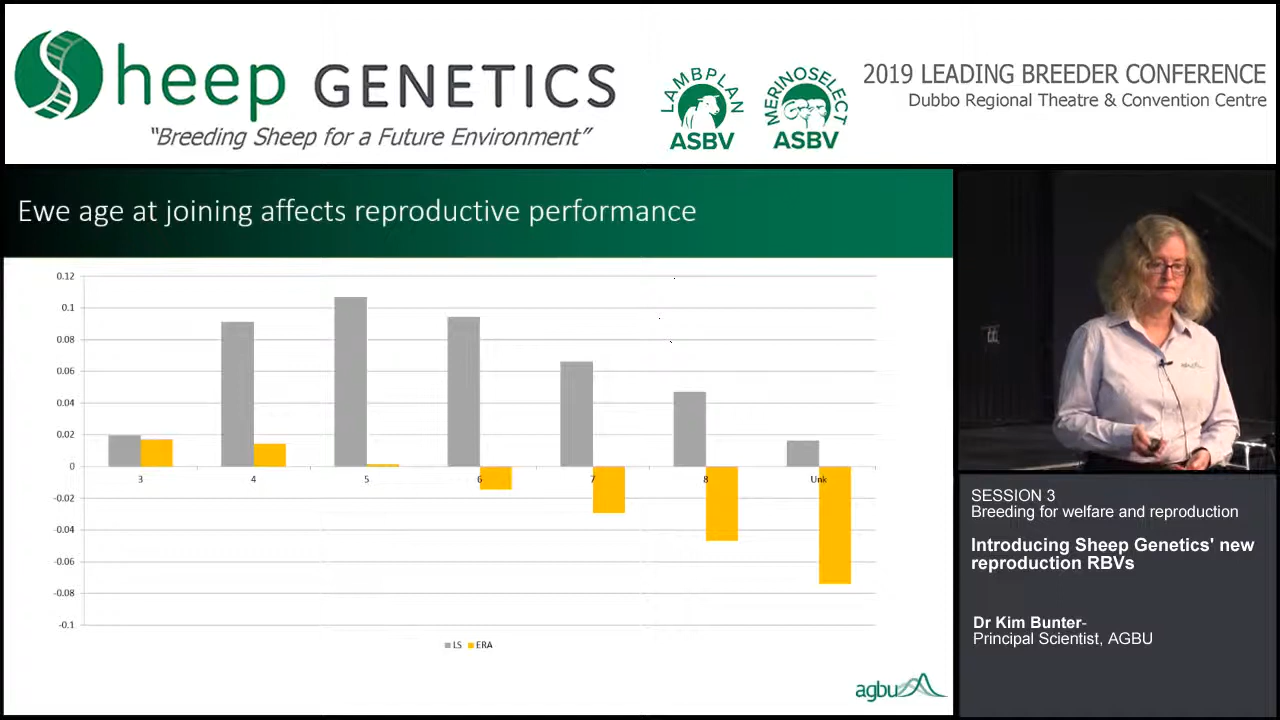 Sheep GENETICS
"Breeding Sheep for a Future Environment"
LAMBPLAN
ASBV
MERINOSELECT
ASBV
2019 LEADING BREEDER CONFERENCE
Dubbo Regional Theatre & Convention Centre
Ewe age at joining affects reproductive performance
0.12
0.1
0.08
0.06
0.04
0.02
0
-0.02
-0.04
-0.06
-0.08
-0.1
3 4 5 6 7 8 Unk
LS ERA
agbu
SESSION 3
Breeding for welfare and reproduction
Introducing Sheep Genetics' new
reproduction RBVs
Dr Kim Bunter-
Principal Scientist, AGBU